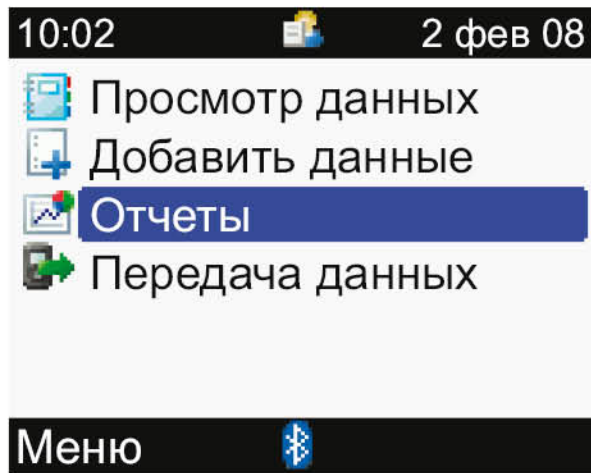 10:02 2 фев 08
Просмотр данных
Добавить данные
Отчеты
Передача данных
Меню